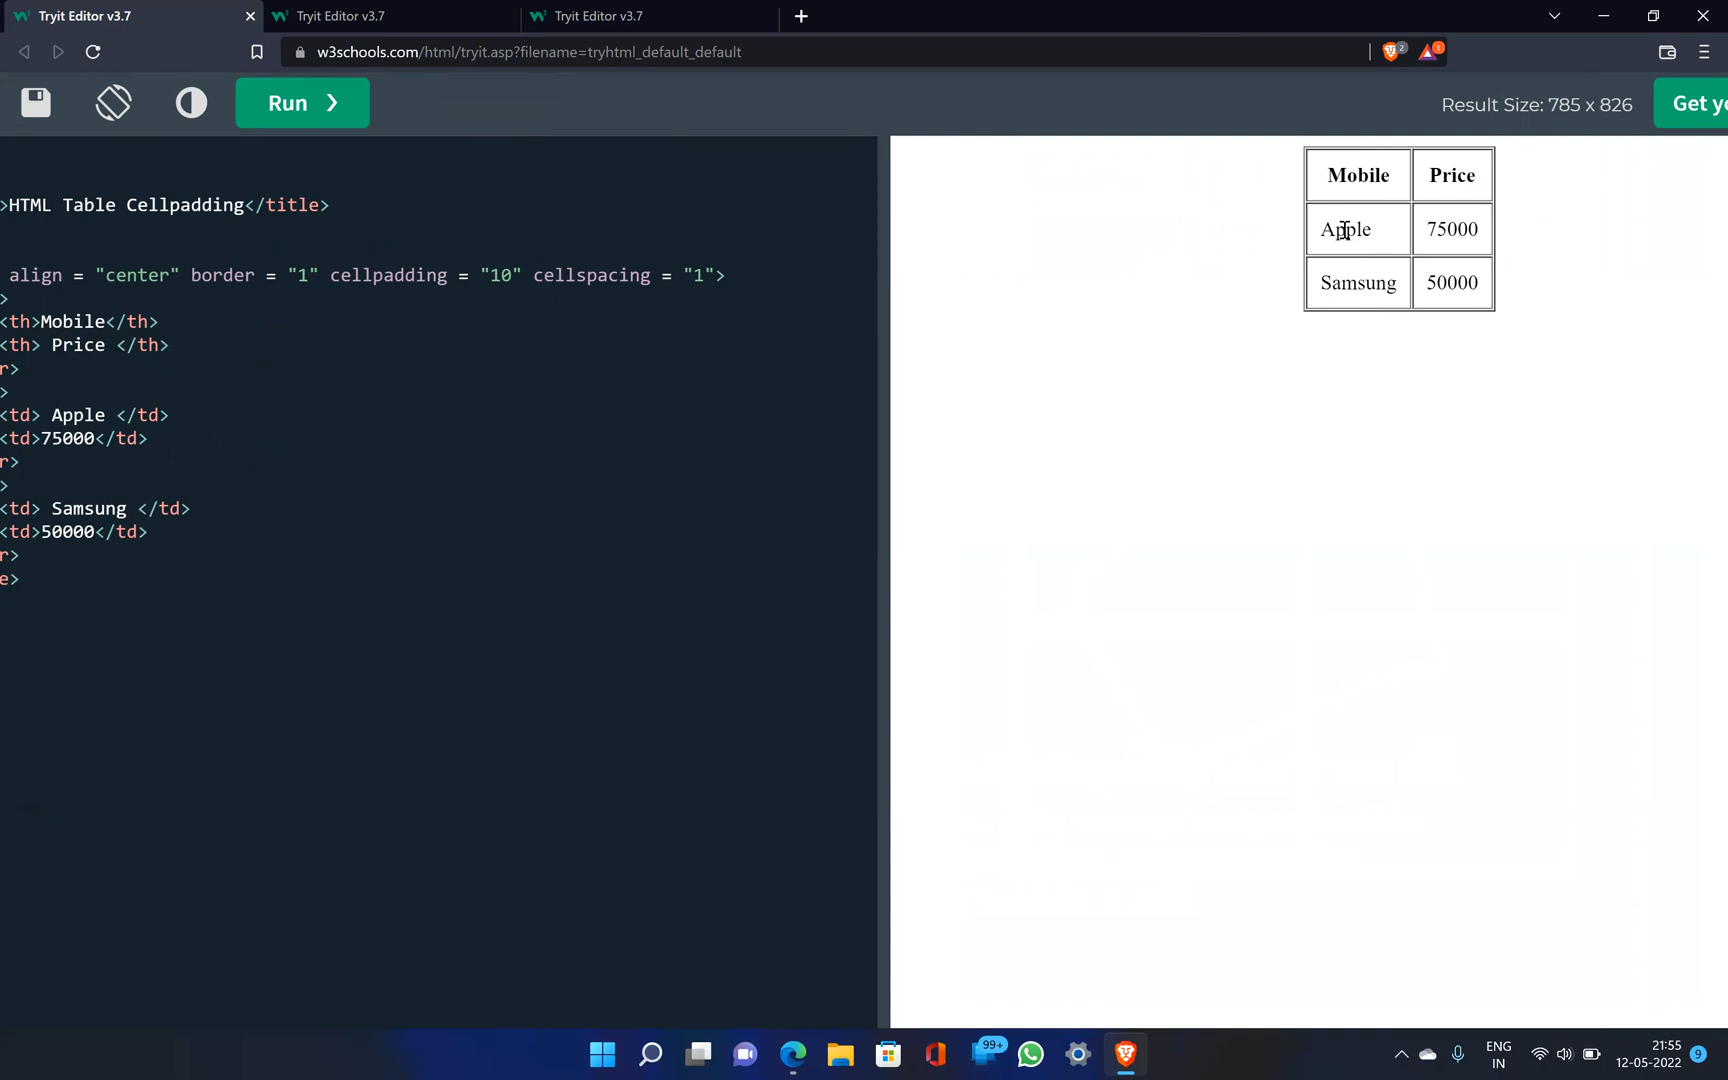 Tryit Editor v3.7
Tryit Editor v3.7
Tryit Editor v3.7
w3schools.com/html/tryit.asp?filename=tryhtml_default_default
2
1
Run ❯
Result Size: 785 x 826
Get yo
>HTML Table Cellpadding</title>
align = "center" border = "1" cellpadding = "10" cellspacing = "1">
>
<th>Mobile</th>
<th> Price </th>
r>
>
<td> Apple </td>
<td>75000</td>
r>
>
<td> Samsung </td>
<td>50000</td>
r>
e>
Mobile Price
Apple 75000
Samsung 50000
99+
ENG
IN
21:55
12-05-2022
9